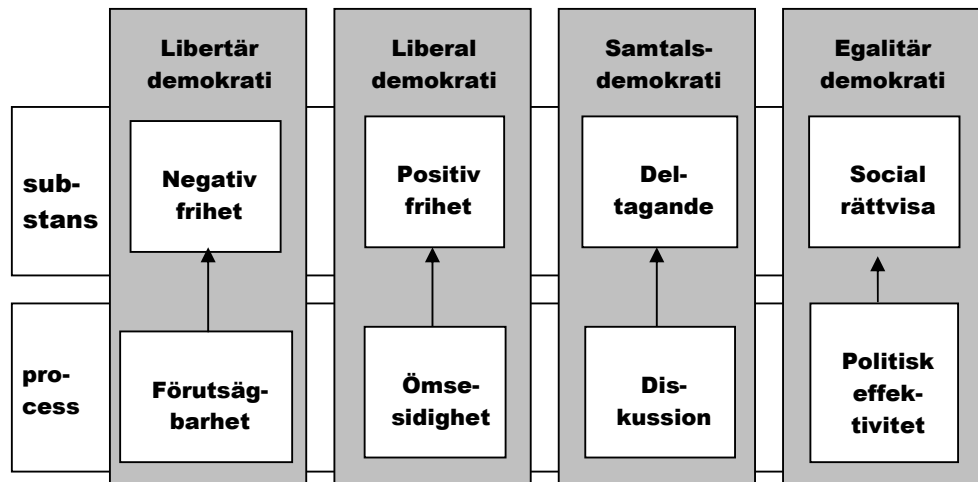 Libertär
demokrati
Liberal
demokrati
Samtals-
demokrati
Egalitär
demokrati
sub-
stans
Negativ
frihet
Positiv
frihet
Del-
tagande
Social
rättvisa
pro-
cess
Förutsäg-
barhet
Ömse-
sidighet
Dis-
kussion
Politisk
effek-
tivitet